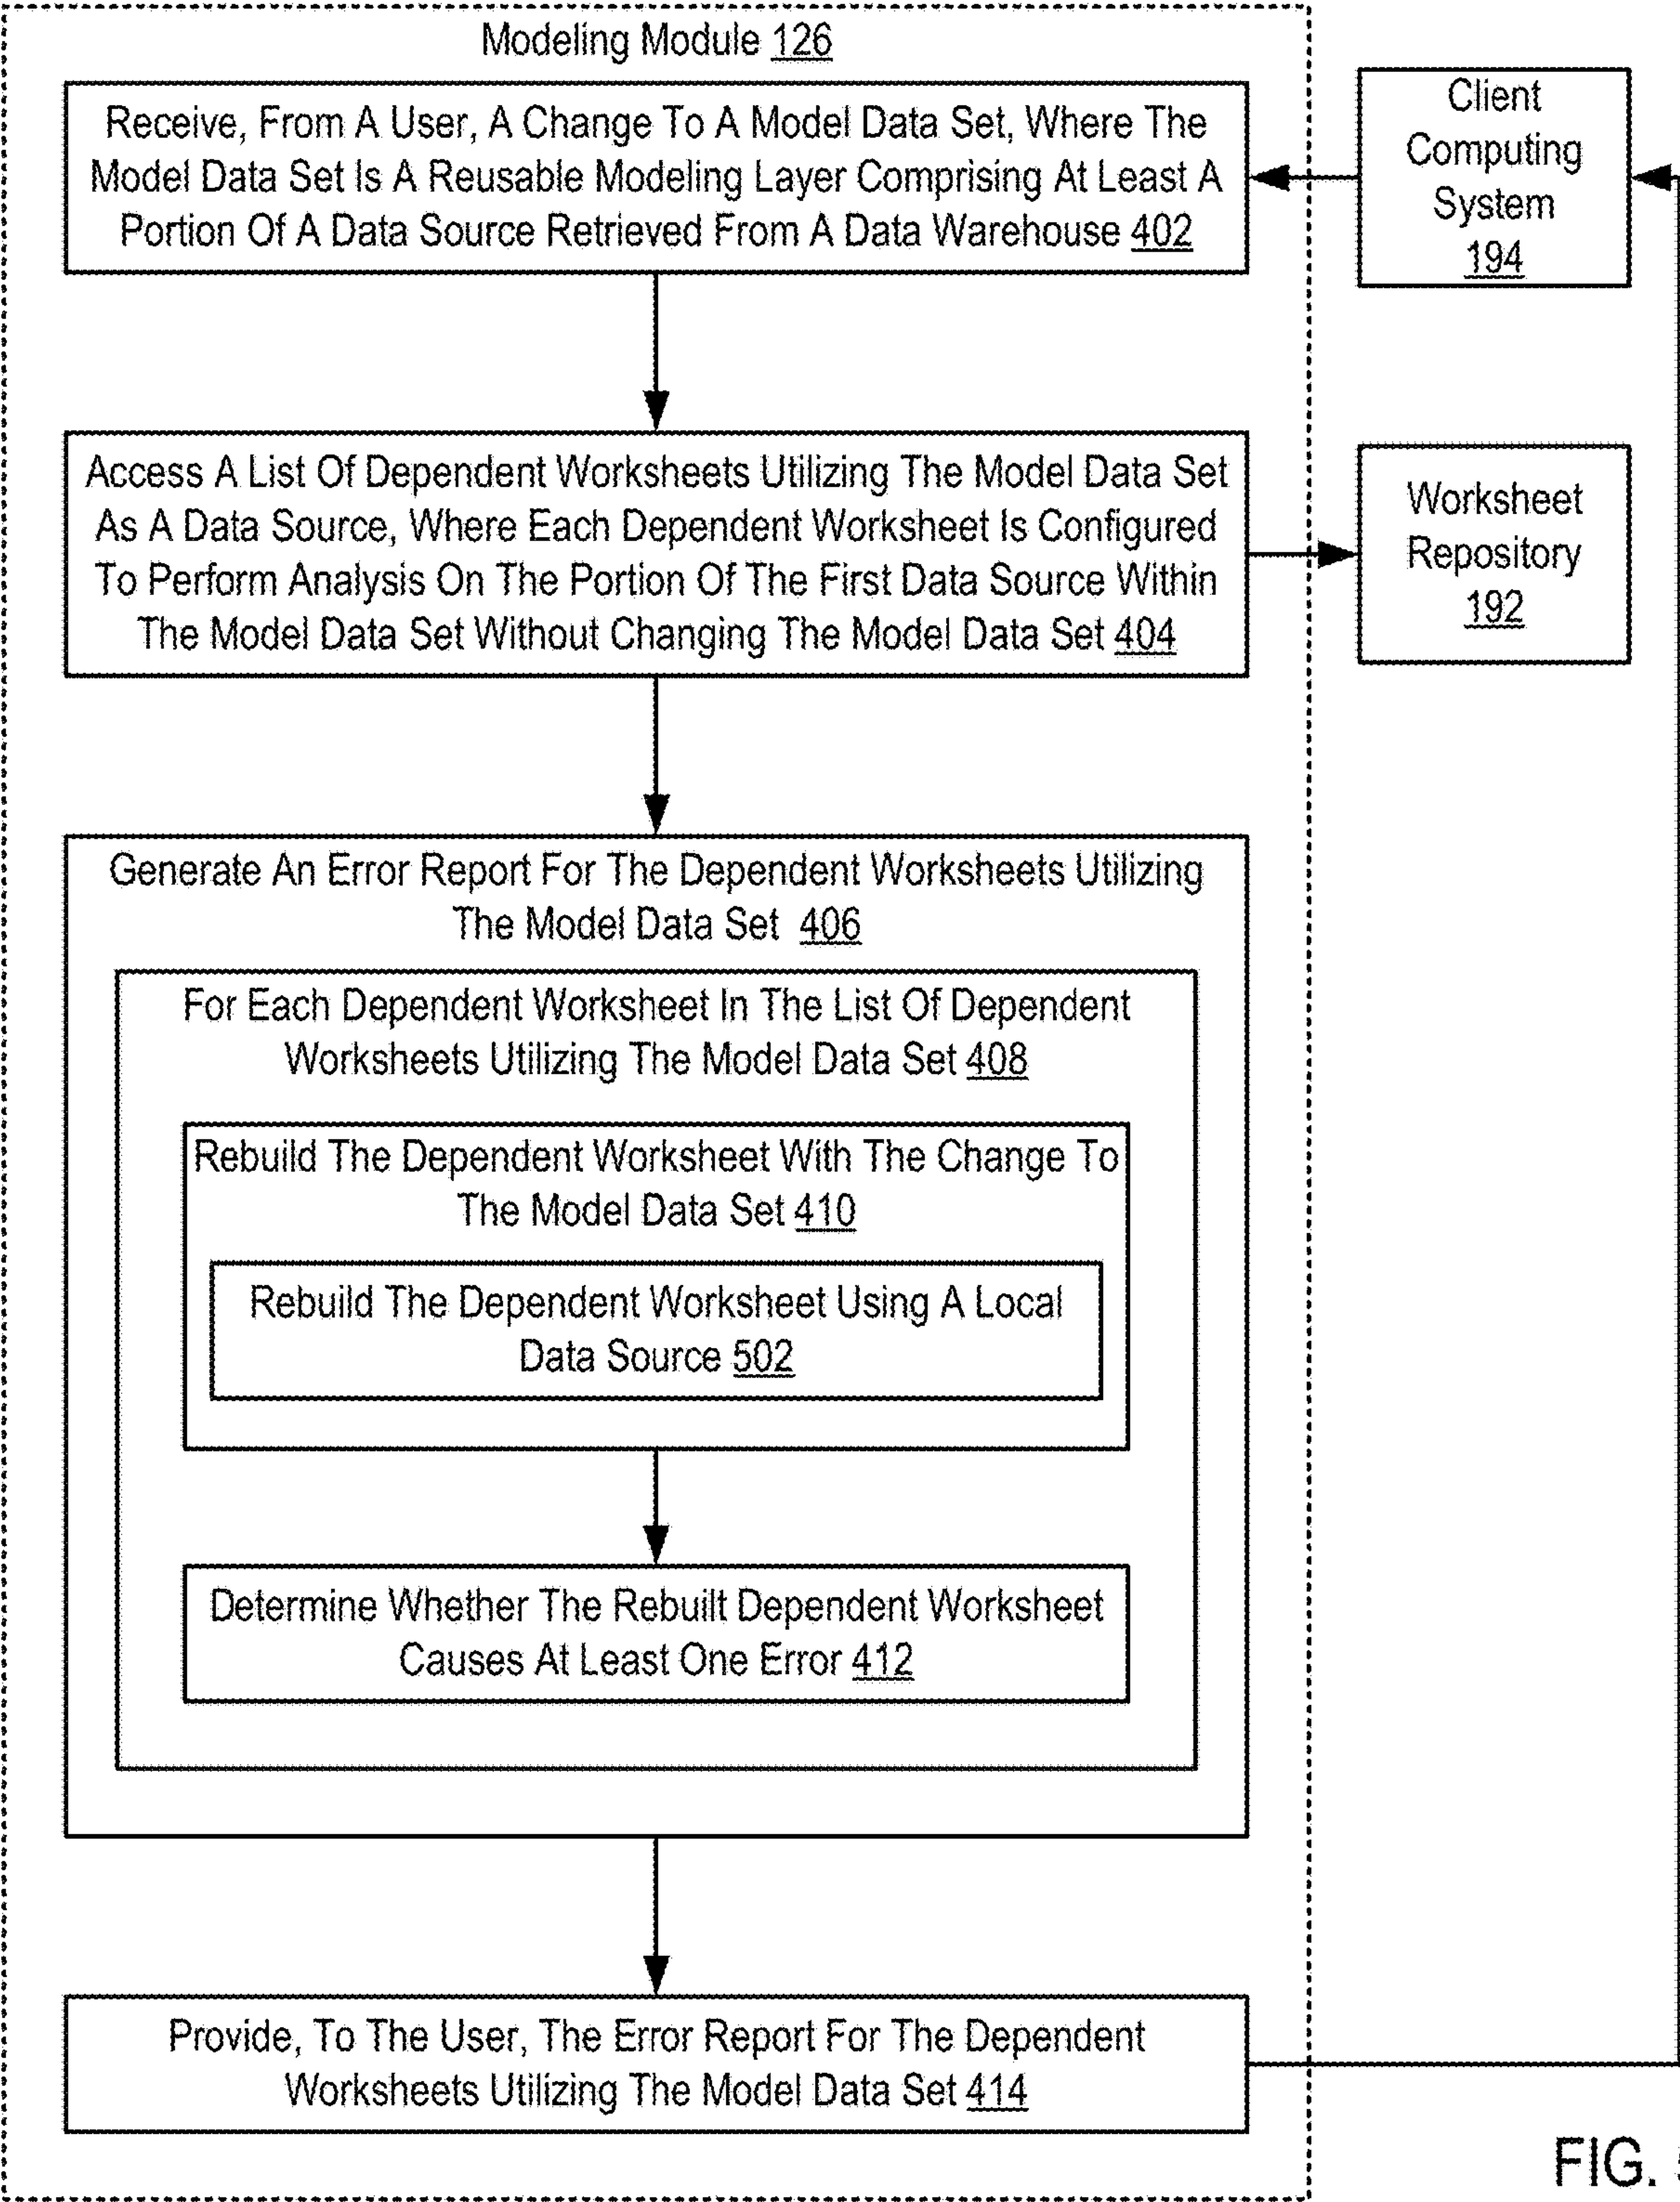 Modeling Module 126
Receive, From A User, A Change To A Model Data Set, Where The
Model Data Set Is A Reusable Modeling Layer Comprising At Least A
Portion Of A Data Source Retrieved From A Data Warehouse 402
Client
Computing
System
194
Access A List Of Dependent Worksheets Utilizing The Model Data Set
As A Data Source, Where Each Dependent Worksheet Is Configured
To Perform Analysis On The Portion Of The First Data Source Within
The Model Data Set Without Changing The Model Data Set 404
Worksheet
Repository
192
Generate An Error Report For The Dependent Worksheets Utilizing
The Model Data Set 406
For Each Dependent Worksheet In The List Of Dependent
Worksheets Utilizing The Model Data Set 408
Rebuild The Dependent Worksheet With The Change To
The Model Data Set 410
Rebuild The Dependent Worksheet Using A Local
Data Source 502
Determine Whether The Rebuilt Dependent Worksheet
Causes At Least One Error 412
Provide, To The User, The Error Report For The Dependent
Worksheets Utilizing The Model Data Set 414
FIG.